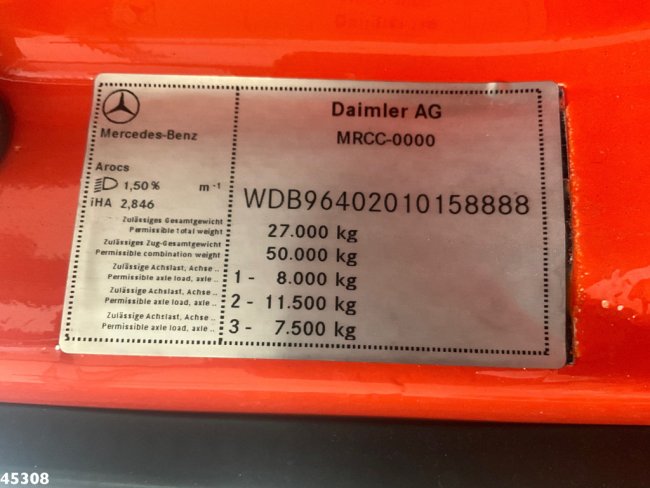 Mercedes-Benz
Daimler AG
MRCC-0000
Arocs
1,50% m⁻¹
iHA 2,846
WDB96402010158888
Zulässiges Gesamtgewicht
Permissible total weight 27.000 kg
Zulässiges Zug-Gesamtgewicht
Permissible combination weight 50.000 kg
Zulässige Achslast, Achse ..
Permissible axle load, axle .. 1 - 8.000 kg
Zulässige Achslast, Achse ..
Permissible axle load, axle .. 2 - 11.500 kg
Zulässige Achslast, Achse ..
Permissible axle load, axle .. 3 - 7.500 kg
45308